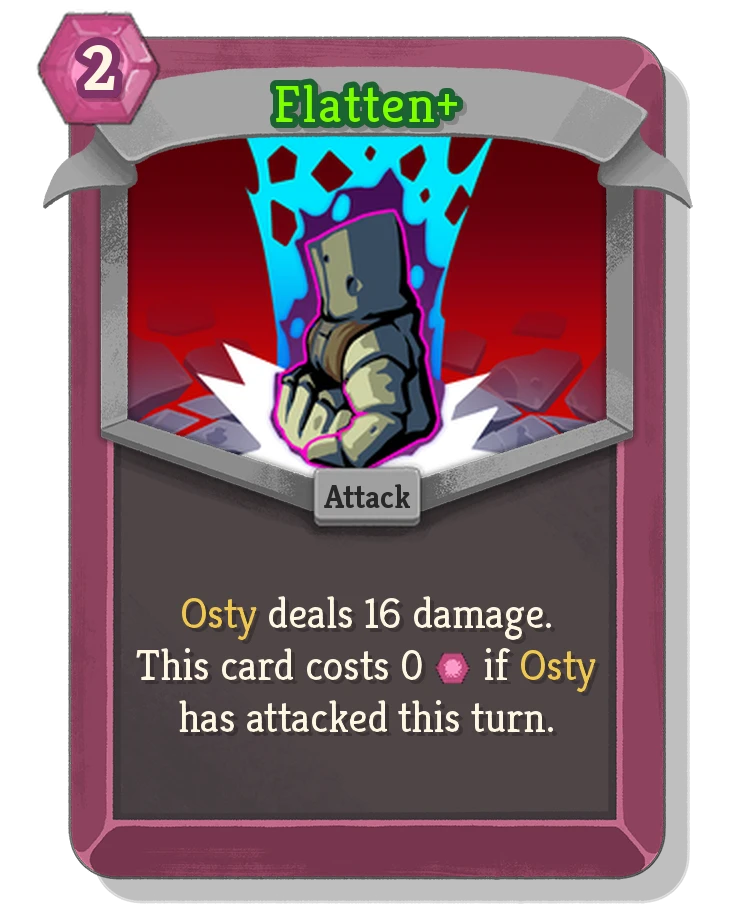 2
Flatten+
Attack
Osty deals 16 damage.
This card costs 0 if Osty
has attacked this turn.